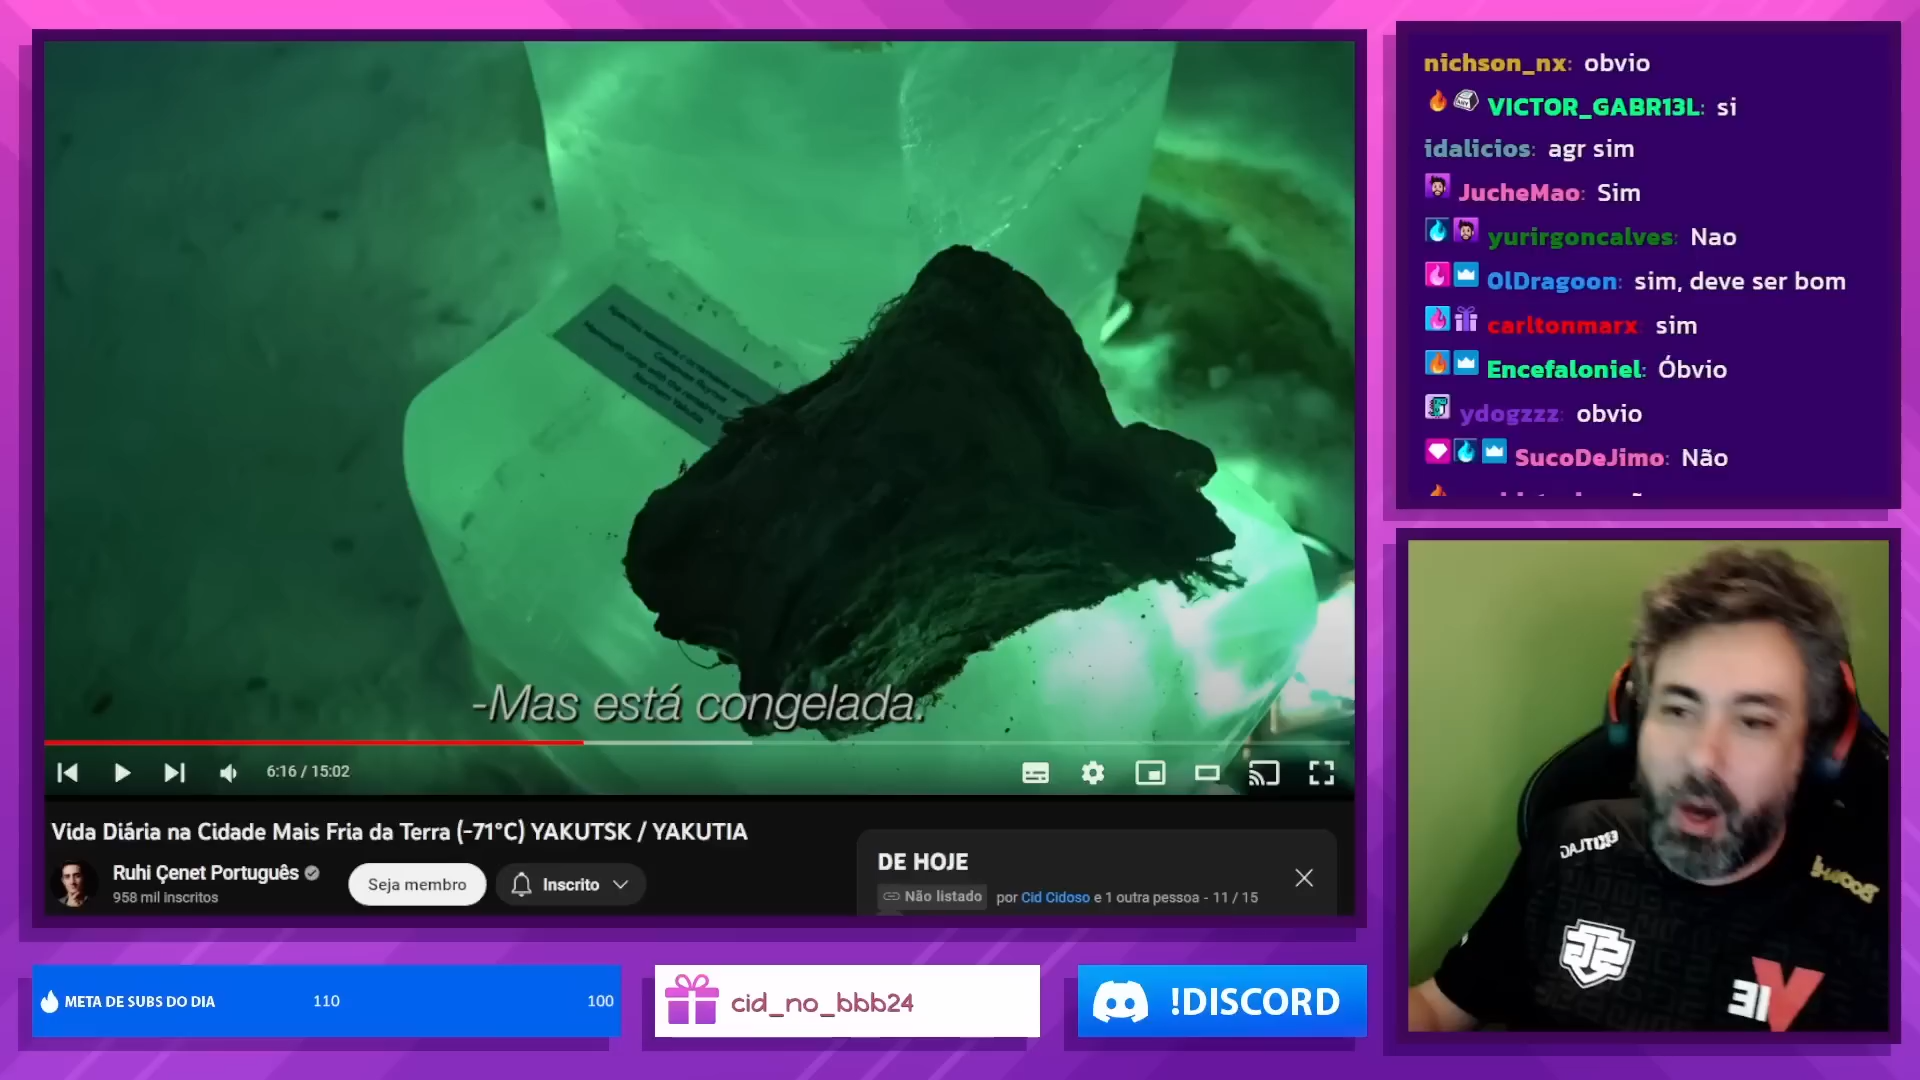 nichson_nx: obvio
VICTOR_GABR13L: si
idalicios: agr sim
JucheMao: Sim
yurirgoncalves: Nao
OlDragoon: sim, deve ser bom
carltonmarx: sim
Encefaloniel: Óbvio
ydogzzz: obvio
SucoDeJimo: Não
-Mas está congelada.
6:16 / 15:02
Vida Diária na Cidade Mais Fria da Terra (-71°C) YAKUTSK / YAKUTIA
Ruhi Çenet Português
958 mil inscritos
Seja membro
Inscrito
DE HOJE
Não listado por Cid Cidoso e 1 outra pessoa - 11 / 15
META DE SUBS DO DIA 110 100
cid_no_bbb24
!DISCORD